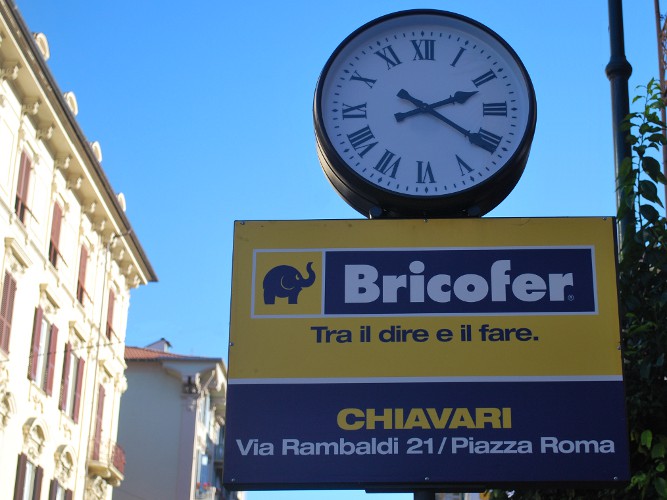 XII
I
II
III
IIII
V
VI
VII
VIII
IX
X
XI
Bricofer
Tra il dire e il fare.
CHIAVARI
Via Rambaldi 21/Piazza Roma